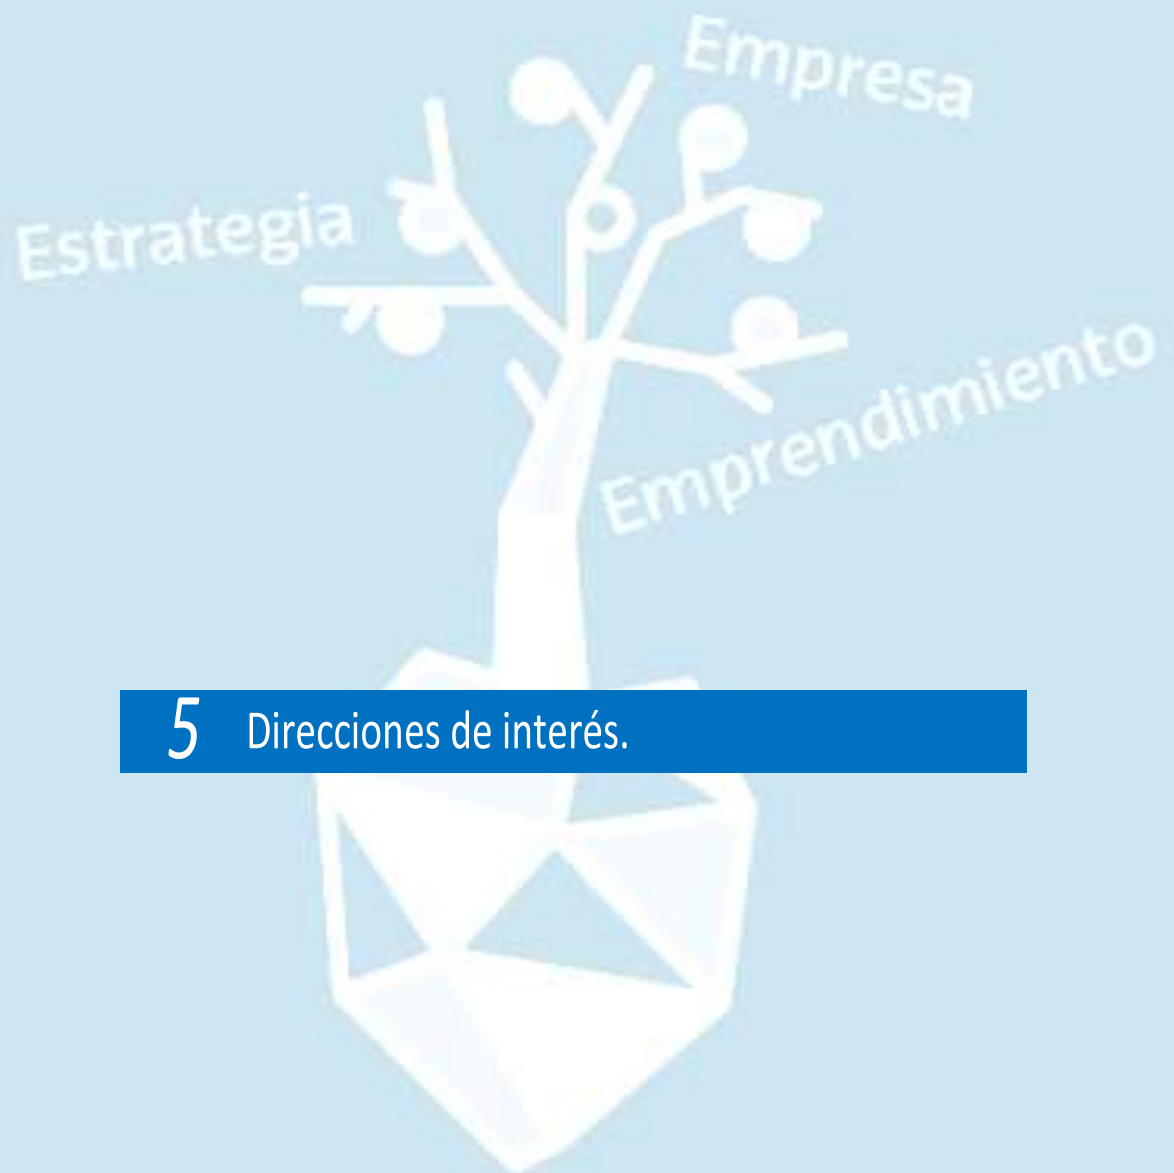 Empresa
Estrategia
Emprendimiento
5 Direcciones de interés.